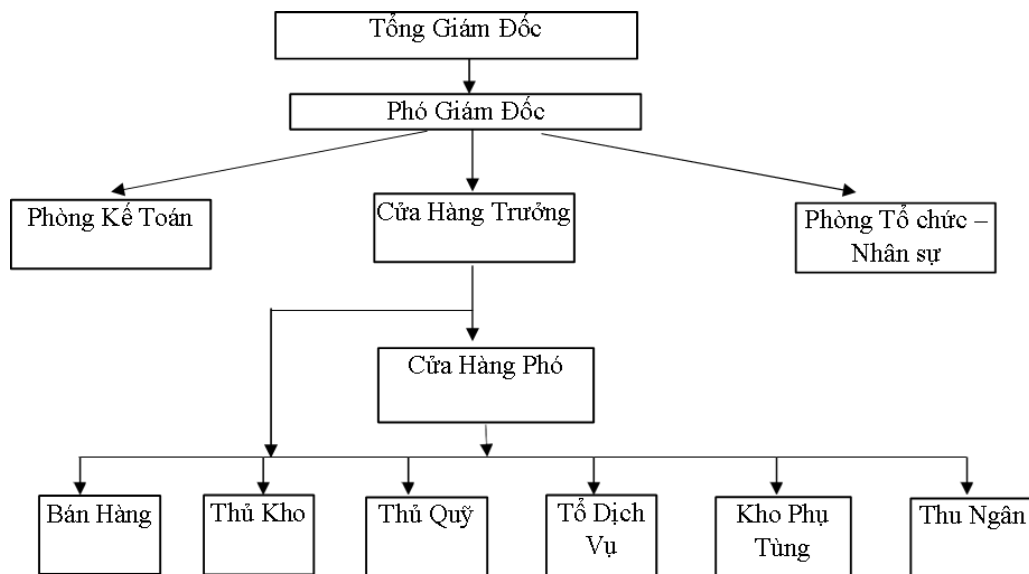 Tổng Giám Đốc
Phó Giám Đốc
Phòng Kế Toán
Cửa Hàng Trưởng
Phòng Tổ chức –
Nhân sự
Cửa Hàng Phó
Bán Hàng
Thủ Kho
Thủ Quỹ
Tổ Dịch
Vụ
Kho Phụ
Tùng
Thu Ngân